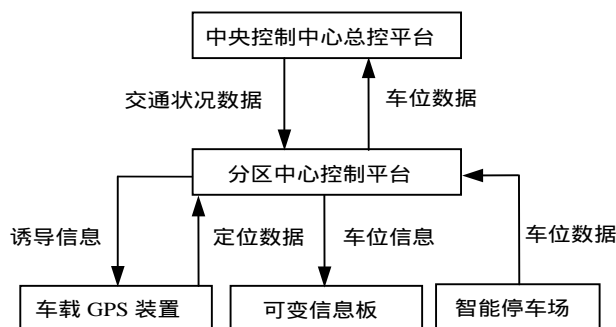 中央控制中心总控平台
交通状况数据
车位数据
分区中心控制平台
诱导信息
定位数据
车位信息
车位数据
车载 GPS 装置
可变信息板
智能停车场